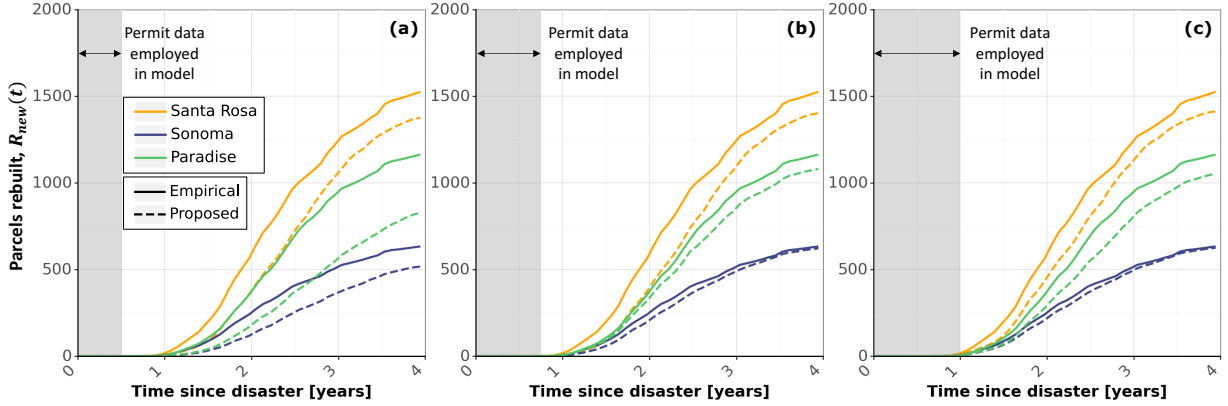 2000
1500
1000
500
0
Parcels rebuilt, R_new(t)
(a)
Permit data
employed
in model
Santa Rosa
Sonoma
Paradise
Empirical
Proposed
0 1 2 3 4
Time since disaster [years]
2000
1500
1000
500
0
(b)
Permit data
employed
in model
0 1 2 3 4
Time since disaster [years]
2000
1500
1000
500
0
(c)
Permit data
employed
in model
0 1 2 3 4
Time since disaster [years]